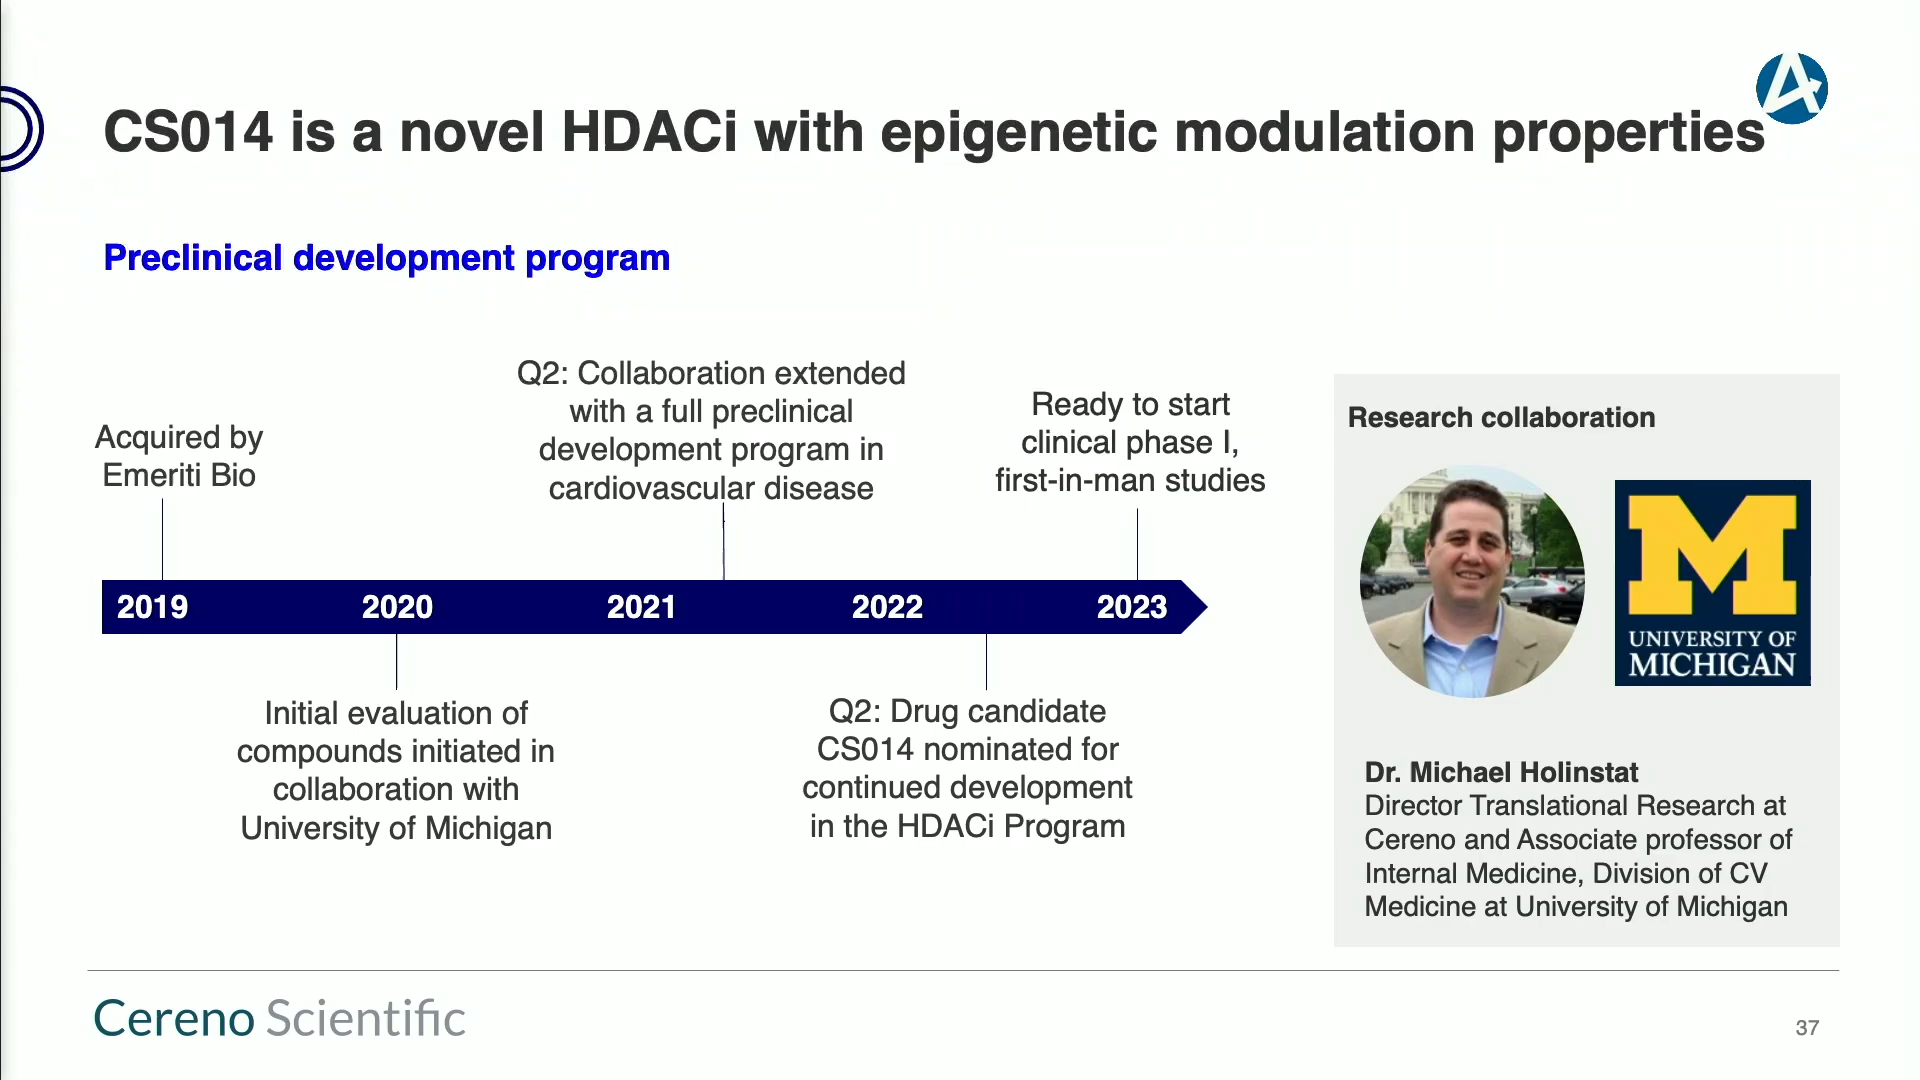 CS014 is a novel HDACi with epigenetic modulation properties
Preclinical development program
Acquired by
Emeriti Bio
Q2: Collaboration extended
with a full preclinical
development program in
cardiovascular disease
Ready to start
clinical phase I,
first-in-man studies
2019
2020
2021
2022
2023
Initial evaluation of
compounds initiated in
collaboration with
University of Michigan
Q2: Drug candidate
CS014 nominated for
continued development
in the HDACi Program
Research collaboration
M
UNIVERSITY OF
MICHIGAN
Dr. Michael Holinstat
Director Translational Research at
Cereno and Associate professor of
Internal Medicine, Division of CV
Medicine at University of Michigan
Cereno Scientific
37